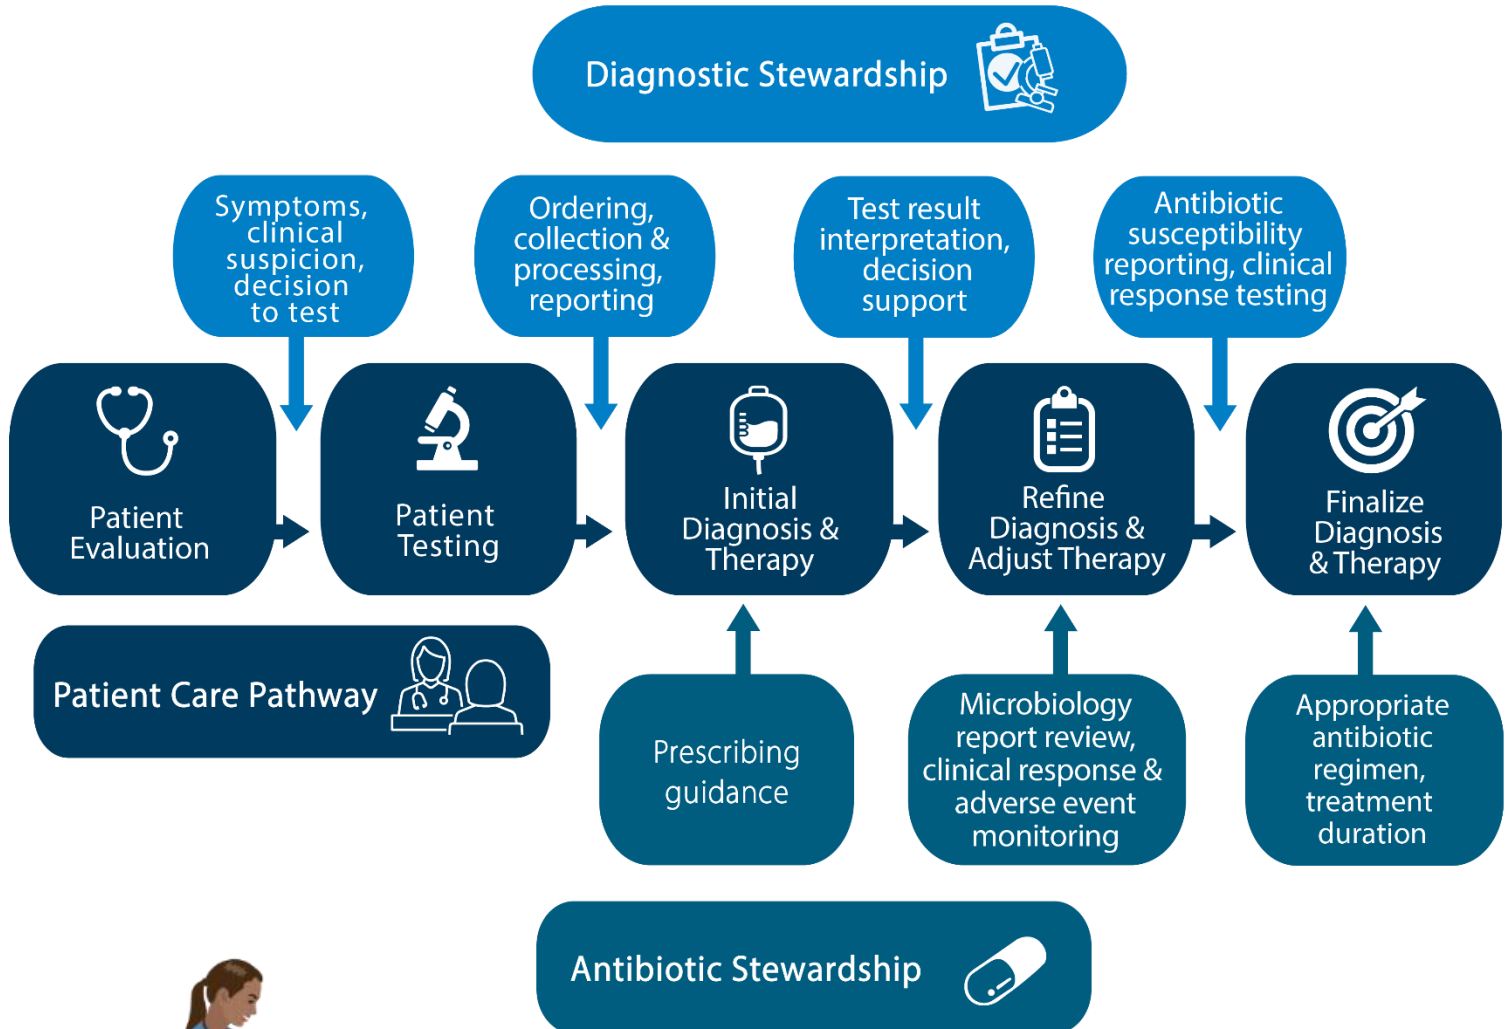 Diagnostic Stewardship
Symptoms,
clinical
suspicion,
decision
to test
Ordering,
collection &
processing,
reporting
Test result
interpretation,
decision
support
Antibiotic
susceptibility
reporting, clinical
response testing
Patient
Evaluation
Patient
Testing
Initial
Diagnosis &
Therapy
Refine
Diagnosis &
Adjust Therapy
Finalize
Diagnosis
& Therapy
Patient Care Pathway
Prescribing
guidance
Microbiology
report review,
clinical response &
adverse event
monitoring
Appropriate
antibiotic
regimen,
treatment
duration
Antibiotic Stewardship